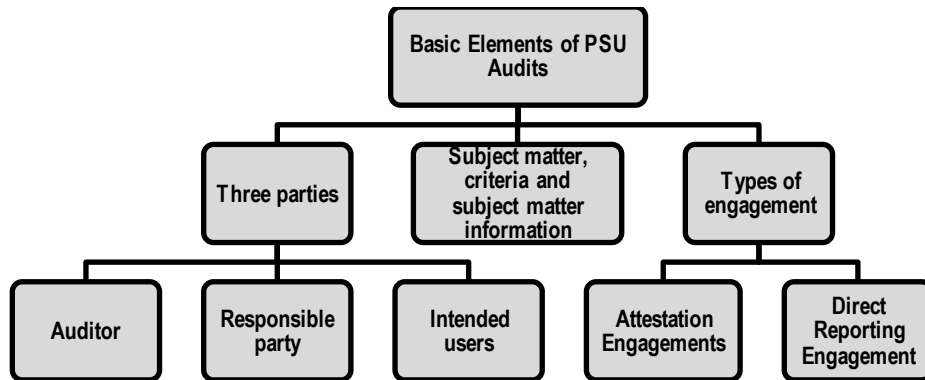 Basic Elements of PSU
Audits
Three parties
Subject matter,
criteria and
subject matter
information
Types of
engagement
Auditor
Responsible
party
Intended
users
Attestation
Engagements
Direct
Reporting
Engagement